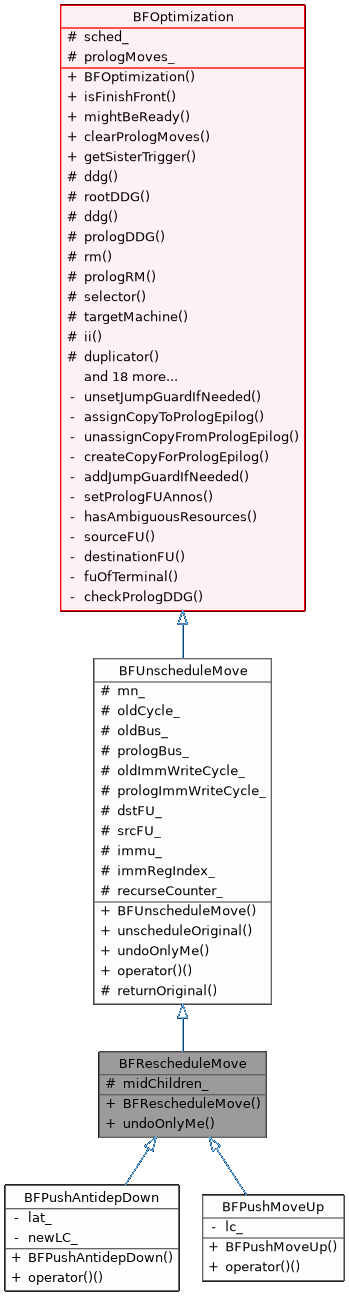 BFOptimization
# sched_
# prologMoves_
+ BFOptimization()
+ isFinishFront()
+ mightBeReady()
+ clearPrologMoves()
+ getSisterTrigger()
# ddg()
# rootDDG()
# ddg()
# prologDDG()
# rm()
# prologRM()
# selector()
# targetMachine()
# ii()
# duplicator()
and 18 more...
- unsetJumpGuardIfNeeded()
- assignCopyToPrologEpilog()
- unassignCopyFromPrologEpilog()
- createCopyForPrologEpilog()
- addJumpGuardIfNeeded()
- setPrologFUAnnos()
- hasAmbiguousResources()
- sourceFU()
- destinationFU()
- fuOfTerminal()
- checkPrologDDG()
BFUnscheduleMove
# mn_
# oldCycle_
# oldBus_
# prologBus_
# oldImmWriteCycle_
# prologImmWriteCycle_
# dstFU_
# srcFU_
# immu_
# immRegIndex_
# recurseCounter_
+ BFUnscheduleMove()
+ unscheduleOriginal()
+ undoOnlyMe()
+ operator()()
# returnOriginal()
BFRescheduleMove
# midChildren_
+ BFRescheduleMove()
+ undoOnlyMe()
BFPushAntidepDown
- lat_
- newLC_
+ BFPushAntidepDown()
+ operator()()
BFPushMoveUp
- lc_
+ BFPushMoveUp()
+ operator()()